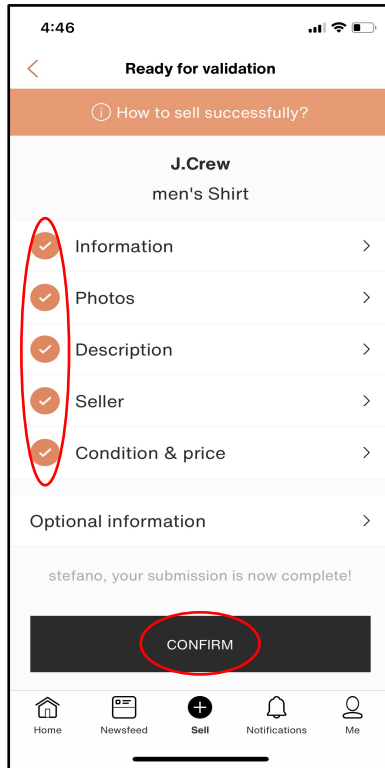 4:46
Ready for validation
How to sell successfully?
J.Crew
men's Shirt
Information
Photos
Description
Seller
Condition & price
Optional information
stefano, your submission is now complete!
CONFIRM
Home Newsfeed Sell Notifications Me